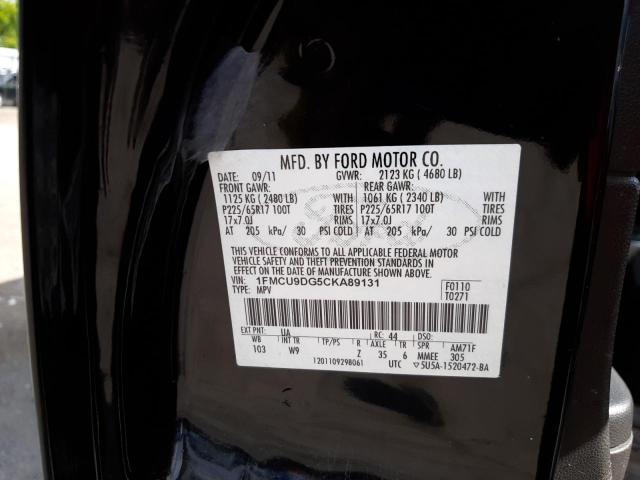 MFD. BY FORD MOTOR CO.
DATE: 09/11 GVWR: 2123 KG ( 4680 LB)
FRONT GAWR: REAR GAWR:
1125 KG ( 2480 LB) WITH 1061 KG ( 2340 LB) WITH
P225/65R17 100T TIRES P225/65R17 100T TIRES
17x7.0J RIMS 17x7.0J RIMS
AT 205 kPa/ 30 PSI COLD AT 205 kPa/ 30 PSI COLD
THIS VEHICLE CONFORMS TO ALL APPLICABLE FEDERAL MOTOR
VEHICLE SAFETY AND THEFT PREVENTION STANDARDS IN
EFFECT ON THE DATE OF MANUFACTURE SHOWN ABOVE.
VIN: 1FMCU9DG5CKA89131 F0110
TYPE: MPV T0271
EXT PNT: UA RC: 44 DSO:
WB INT TR TP/PS R AXLE TR SPR AM71F
103 W9 Z 35 6 MMEE 305
1201109298061 UTC ▽5U5A-1520472-BA